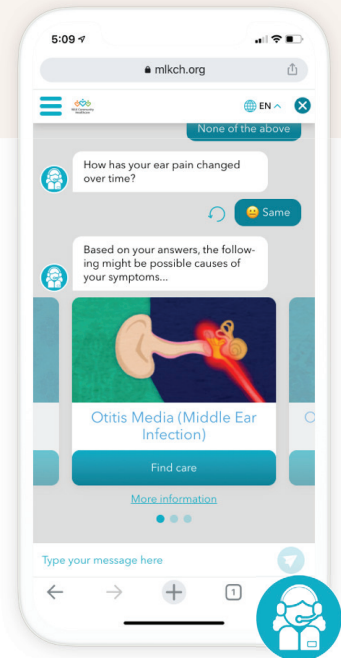 5:09
mlkch.org
EN
None of the above
How has your ear pain changed
over time?
Same
Based on your answers, the follow-
ing might be possible causes of
your symptoms...
Otitis Media (Middle Ear
Infection)
Find care
More information
Type your message here
1